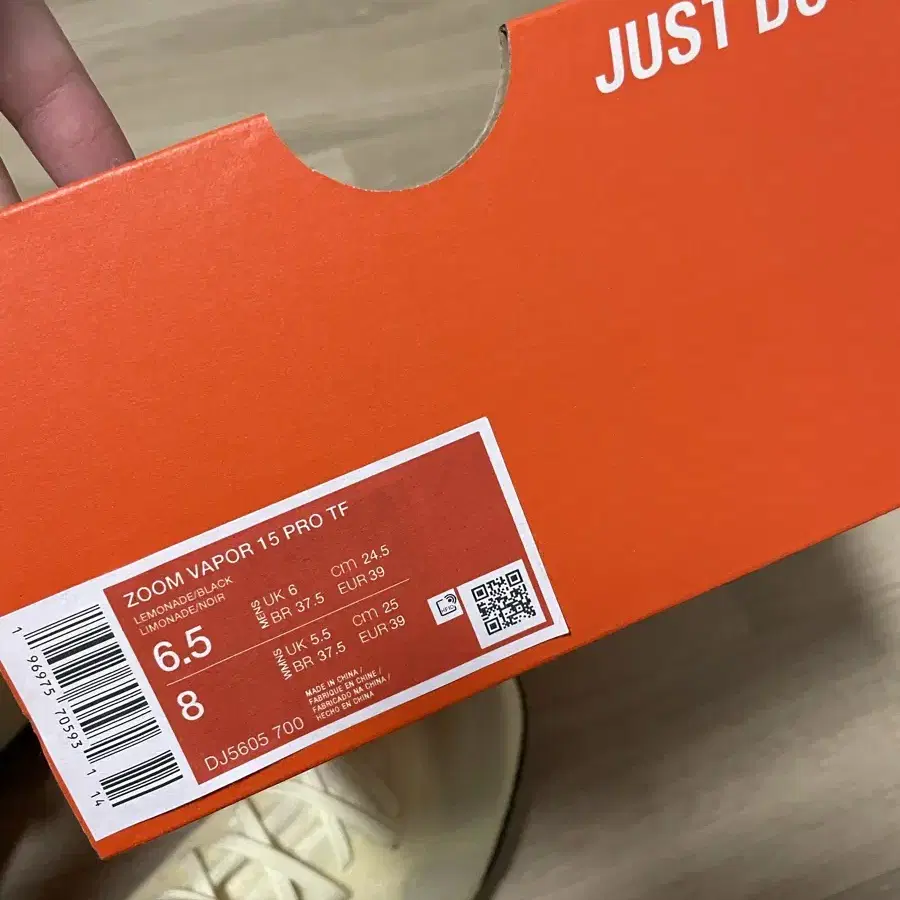 JUST DO
ZOOM VAPOR 15 PRO TF
LEMONADE/BLACK
LIMONADE/NOIR
6.5
MENS
UK 6 cm 24.5
BR 37.5 EUR 39
8
WMNS
UK 5.5 cm 25
BR 37.5 EUR 39
MADE IN CHINA /
FABRIQUE EN CHINE /
FABRICADO NA CHINA /
HECHO EN CHINA
DJ5605 700
1 96975 70593 1
14